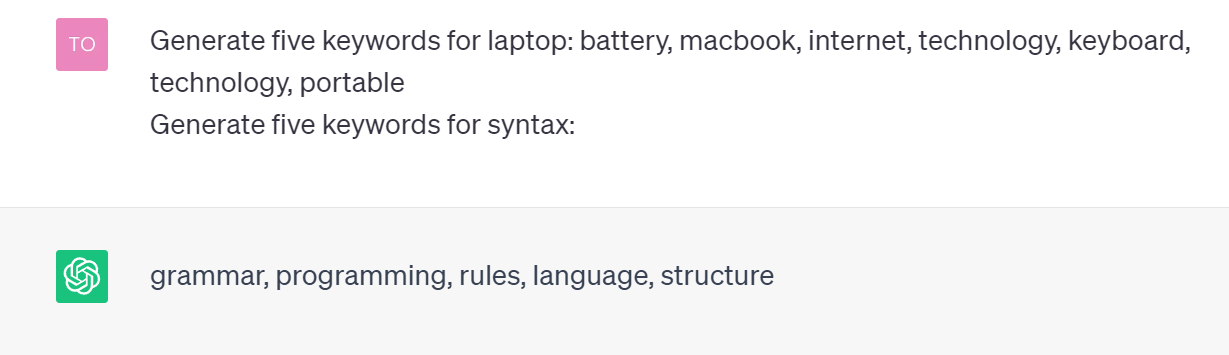 TO
Generate five keywords for laptop: battery, macbook, internet, technology, keyboard,
technology, portable
Generate five keywords for syntax:
grammar, programming, rules, language, structure